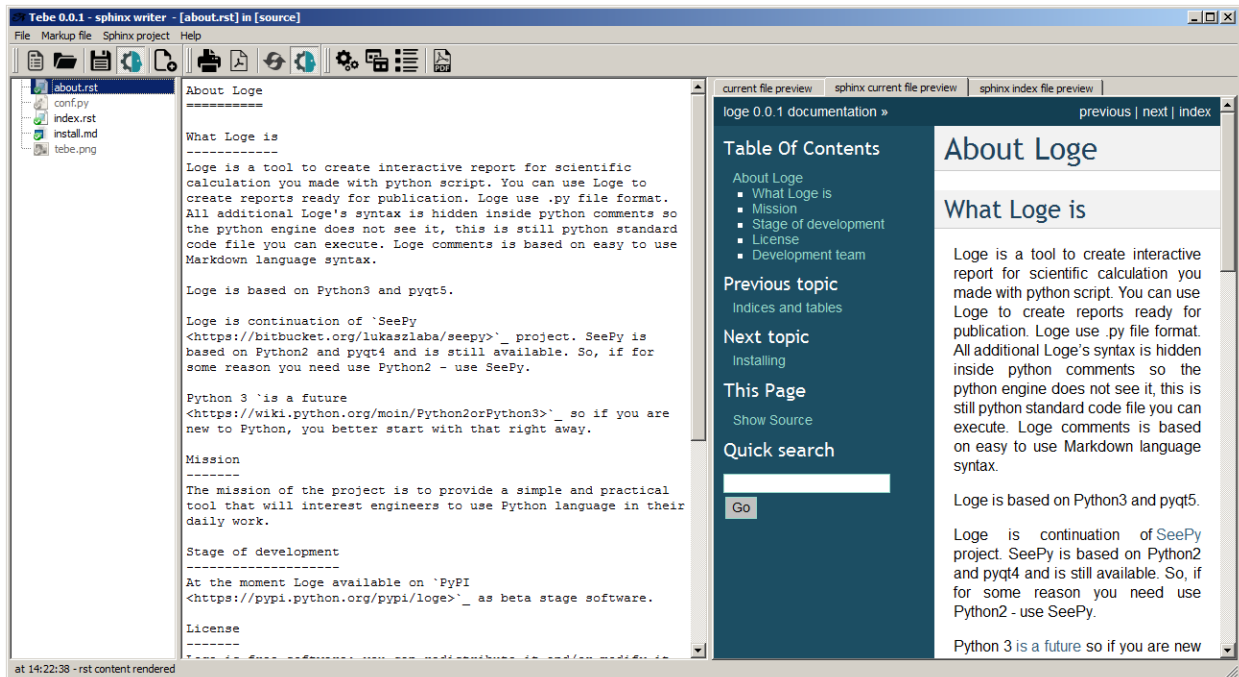 Tebe 0.0.1 - sphinx writer - [about.rst] in [source]
File Markup file Sphinx project Help
PDF
about.rst
conf.py
index.rst
install.md
tebe.png
About Loge
==========
What Loge is
------------
Loge is a tool to create interactive report for scientific
calculation you made with python script. You can use Loge to
create reports ready for publication. Loge use .py file format.
All additional Loge's syntax is hidden inside python comments so
the python engine does not see it, this is still python standard
code file you can execute. Loge comments is based on easy to use
Markdown language syntax.
Loge is based on Python3 and pyqt5.
Loge is continuation of `SeePy
<https://bitbucket.org/lukaszlaba/seepy>`_ project. SeePy is
based on Python2 and pyqt4 and is still available. So, if for
some reason you need use Python2 - use SeePy.
Python 3 `is a future
<https://wiki.python.org/moin/Python2orPython3>`_ so if you are
new to Python, you better start with that right away.
Mission
-------
The mission of the project is to provide a simple and practical
tool that will interest engineers to use Python language in their
daily work.
Stage of development
--------------------
At the moment Loge available on `PyPI
<https://pypi.python.org/pypi/loge>`_ as beta stage software.
License
-------
current file preview
sphinx current file preview
sphinx index file preview
loge 0.0.1 documentation »
previous | next | index
Table Of Contents
About Loge
What Loge is
Mission
Stage of development
License
Development team
Previous topic
Indices and tables
Next topic
Installing
This Page
Show Source
Quick search
Go
About Loge
What Loge is
Loge is a tool to create interactive
report for scientific calculation you
made with python script. You can use
Loge to create reports ready for
publication. Loge use .py file format.
All additional Loge’s syntax is hidden
inside python comments so the
python engine does not see it, this is
still python standard code file you can
execute. Loge comments is based
on easy to use Markdown language
syntax.
Loge is based on Python3 and pyqt5.
Loge is continuation of SeePy
project. SeePy is based on Python2
and pyqt4 and is still available. So, if
for some reason you need use
Python2 - use SeePy.
Python 3 is a future so if you are new
at 14:22:38 - rst content rendered